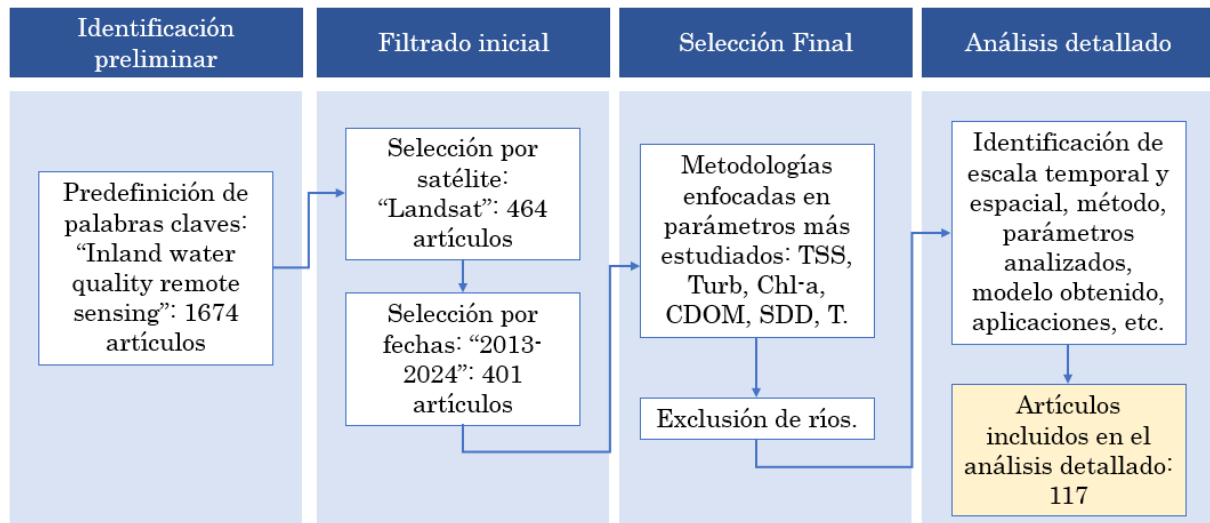 Identificación
preliminar
Filtrado inicial
Selección Final
Análisis detallado
Predefinición de
palabras claves:
“Inland water
quality remote
sensing”: 1674
artículos
Selección por
satélite:
“Landsat”: 464
artículos
Selección por
fechas: “2013-
2024”: 401
artículos
Metodologías
enfocadas en
parámetros más
estudiados: TSS,
Turb, Chl-a,
CDOM, SDD, T.
Exclusión de ríos.
Identificación de
escala temporal y
espacial, método,
parámetros
analizados,
modelo obtenido,
aplicaciones, etc.
Artículos
incluidos en el
análisis detallado:
117